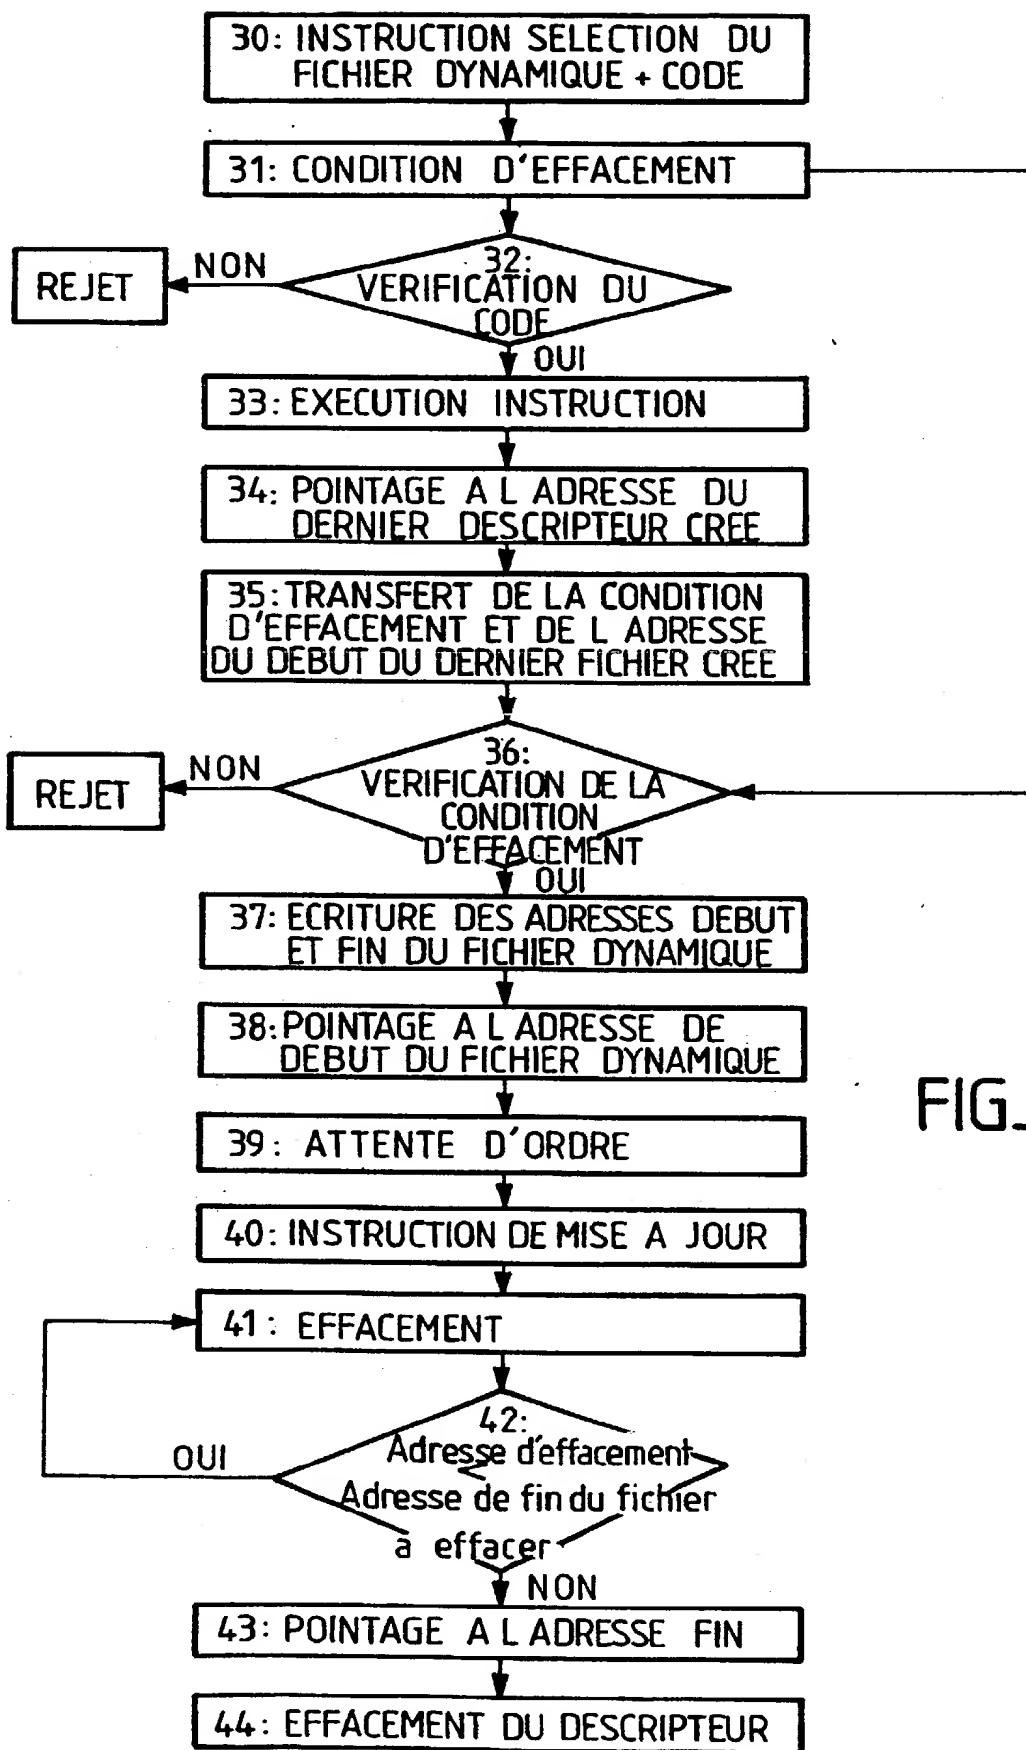 30: INSTRUCTION SELECTION DU
FICHIER DYNAMIQUE + CODE
31: CONDITION D'EFFACEMENT
32:
VERIFICATION DU
CODE
NON
REJET
OUI
33: EXECUTION INSTRUCTION
34: POINTAGE A L ADRESSE DU
DERNIER DESCRIPTEUR CREE
35: TRANSFERT DE LA CONDITION
D'EFFACEMENT ET DE L ADRESSE
DU DEBUT DU DERNIER FICHIER CREE
36:
VERIFICATION DE LA
CONDITION
D'EFFACEMENT
NON
REJET
OUI
37: ECRITURE DES ADRESSES DEBUT
ET FIN DU FICHIER DYNAMIQUE
38: POINTAGE A L ADRESSE DE
DEBUT DU FICHIER DYNAMIQUE
FIG_
39: ATTENTE D'ORDRE
40: INSTRUCTION DE MISE A JOUR
41: EFFACEMENT
42:
Adresse d'effacement
<
Adresse de fin du fichier
a effacer
OUI
NON
43: POINTAGE A L ADRESSE FIN
44: EFFACEMENT DU DESCRIPTEUR